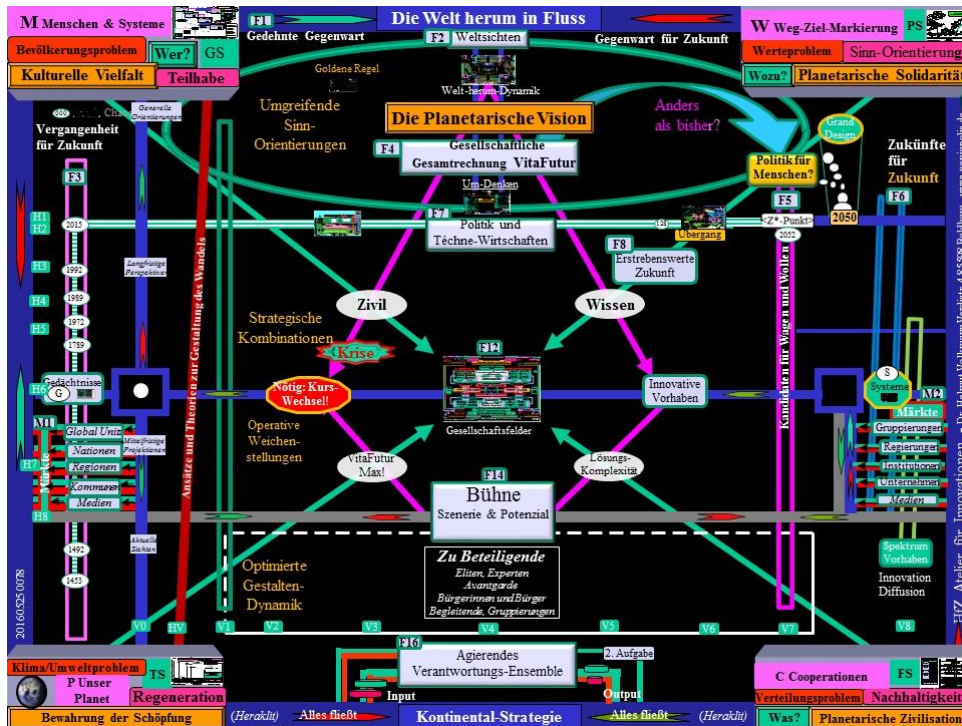 M Menschen & Systeme
Bevölkerungsproblem
Wer?
GS
Kulturelle Vielfalt
Teilhabe
F1
Die Welt herum in Fluss
Gedehnte Gegenwart
F2
Weltsichten
Gegenwart für Zukunft
W Weg-Ziel-Markierung
PS
Werteproblem
Sinn-Orientierung
Wozu?
Planetarische Solidarität
Goldene Regel
Welt-herum-Dynamik
Generelle
Orientierungen
Vergangenheit
für Zukunft
Umgreifende
Sinn-
Orientierungen
Die Planetarische Vision
Anders
als bisher?
Grand
Design
F4
Gesellschaftliche
Gesamtrechnung VitaFutur
Politik für
Menschen?
Zukünfte
für
Zukunft
F3
Um-Denken
F5
F6
H1
H2
2015
F7
Politik und
Téchne-Wirtschaften
Übergang
<Z*-Punkt>
2050
2052
F8
Erstrebenswerte
Zukunft
H3
1992
Langfristige
Perspektiven
H4
1989
Zivil
Wissen
H5
1972
1789
Strategische
Kombinationen
Krise
F12
Ansätze und Theorien zur Gestaltung des Wandels
Kandidaten für Wagen und Wollen
H6
Gedächtnisse
G
Nötig: Kurs-
Wechsel!
Innovative
Vorhaben
S
Systeme
M2
Märkte
Gesellschaftsfelder
M1
Märkte
Global Units
Nationen
Regionen
Kommunen
Medien
Mittelfristige
Projektionen
Operative
Weichen-
stellungen
VitaFutur
Max!
Lösungs-
Komplexität
Gruppierungen
Regierungen
Institutionen
Unternehmen
Medien
H7
H8
F14
Bühne
Szenerie & Potenzial
1492
1453
Aktuelle
Sichten
Optimierte
Gestalten-
Dynamik
Zu Beteiligende
Eliten, Experten
Avantgarde
Bürgerinnen und Bürger
Begleitende, Gruppierungen
Spektrum
Vorhaben
Innovation
Diffusion
V0
HV
V1
V2
V3
V4
V5
V6
V7
V8
F16
Agierendes
Verantwortungs-Ensemble
2. Aufgabe
Input
Output
Klima/Umweltproblem
TS
P Unser
Planet
Regeneration
Bewahrung der Schöpfung
(Heraklit)
Alles fließt
Kontinental-Strategie
Alles fließt
(Heraklit)
C Cooperationen
FS
Verteilungsproblem
Nachhaltigkeit
Was?
Planetarische Zivilisation